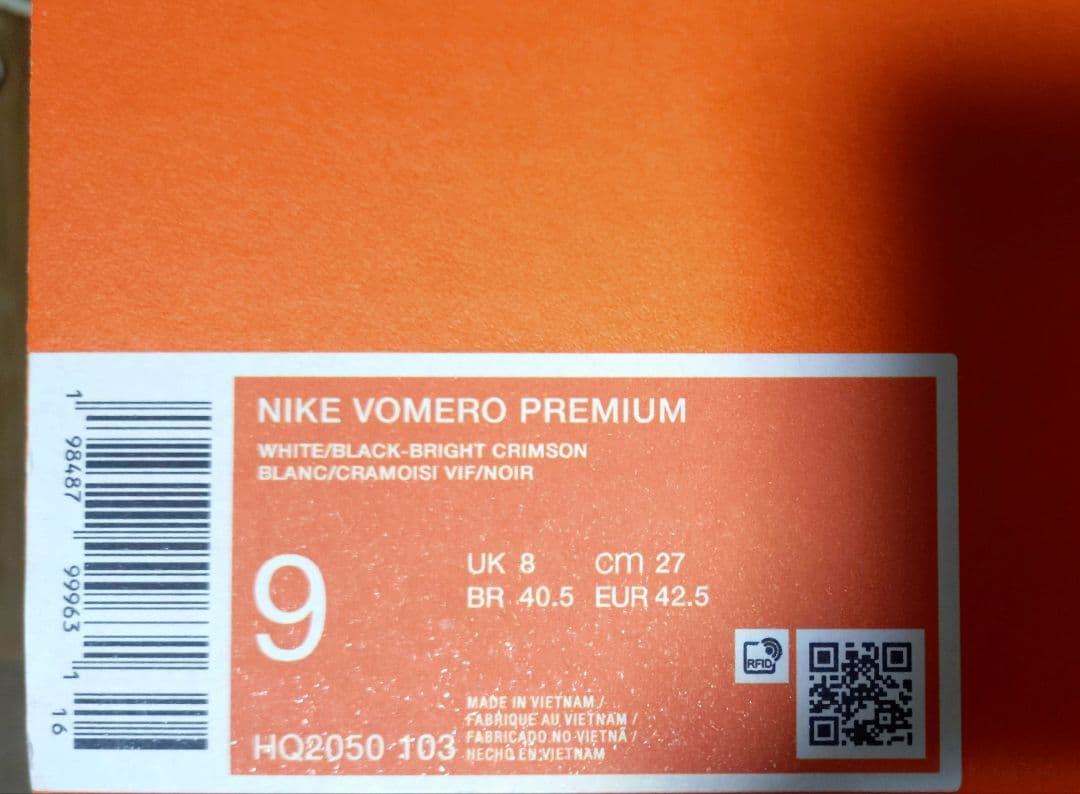 NIKE VOMERO PREMIUM
WHITE/BLACK-BRIGHT CRIMSON
BLANC/CRAMOISI VIF/NOIR
9
UK 8 cm 27
BR 40.5 EUR 42.5
RFID
MADE IN VIETNAM /
FABRIQUÉ AU VIETNAM /
FABRICADO NO VIETNÃ /
HECHO EN VIETNAM
HQ2050 103
1 98487 99963 1 16